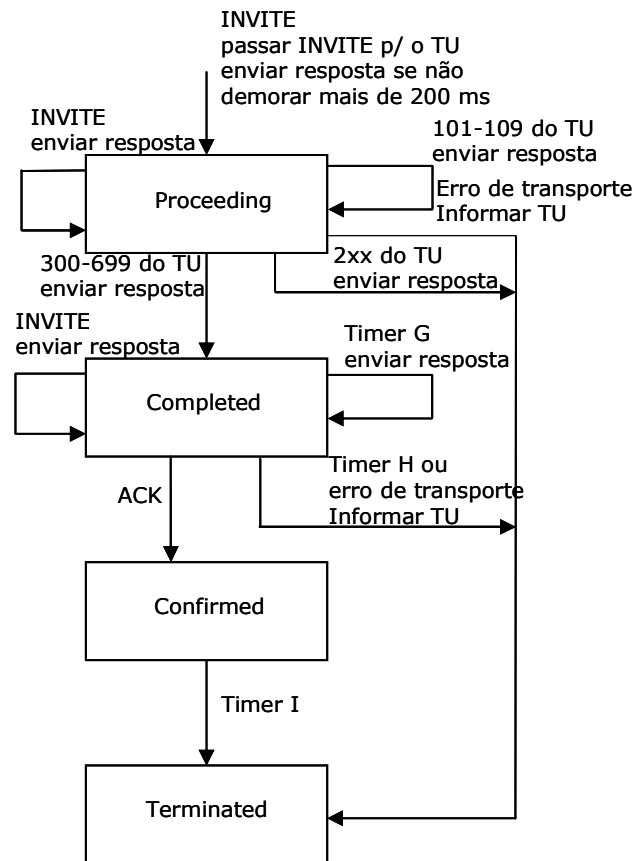 INVITE
passar INVITE p/ o TU
enviar resposta se não
demorar mais de 200 ms
INVITE
enviar resposta
101-109 do TU
enviar resposta
Proceeding
Erro de transporte
Informar TU
300-699 do TU
enviar resposta
2xx do TU
enviar resposta
INVITE
enviar resposta
Timer G
enviar resposta
Completed
ACK
Timer H ou
erro de transporte
Informar TU
Confirmed
Timer I
Terminated